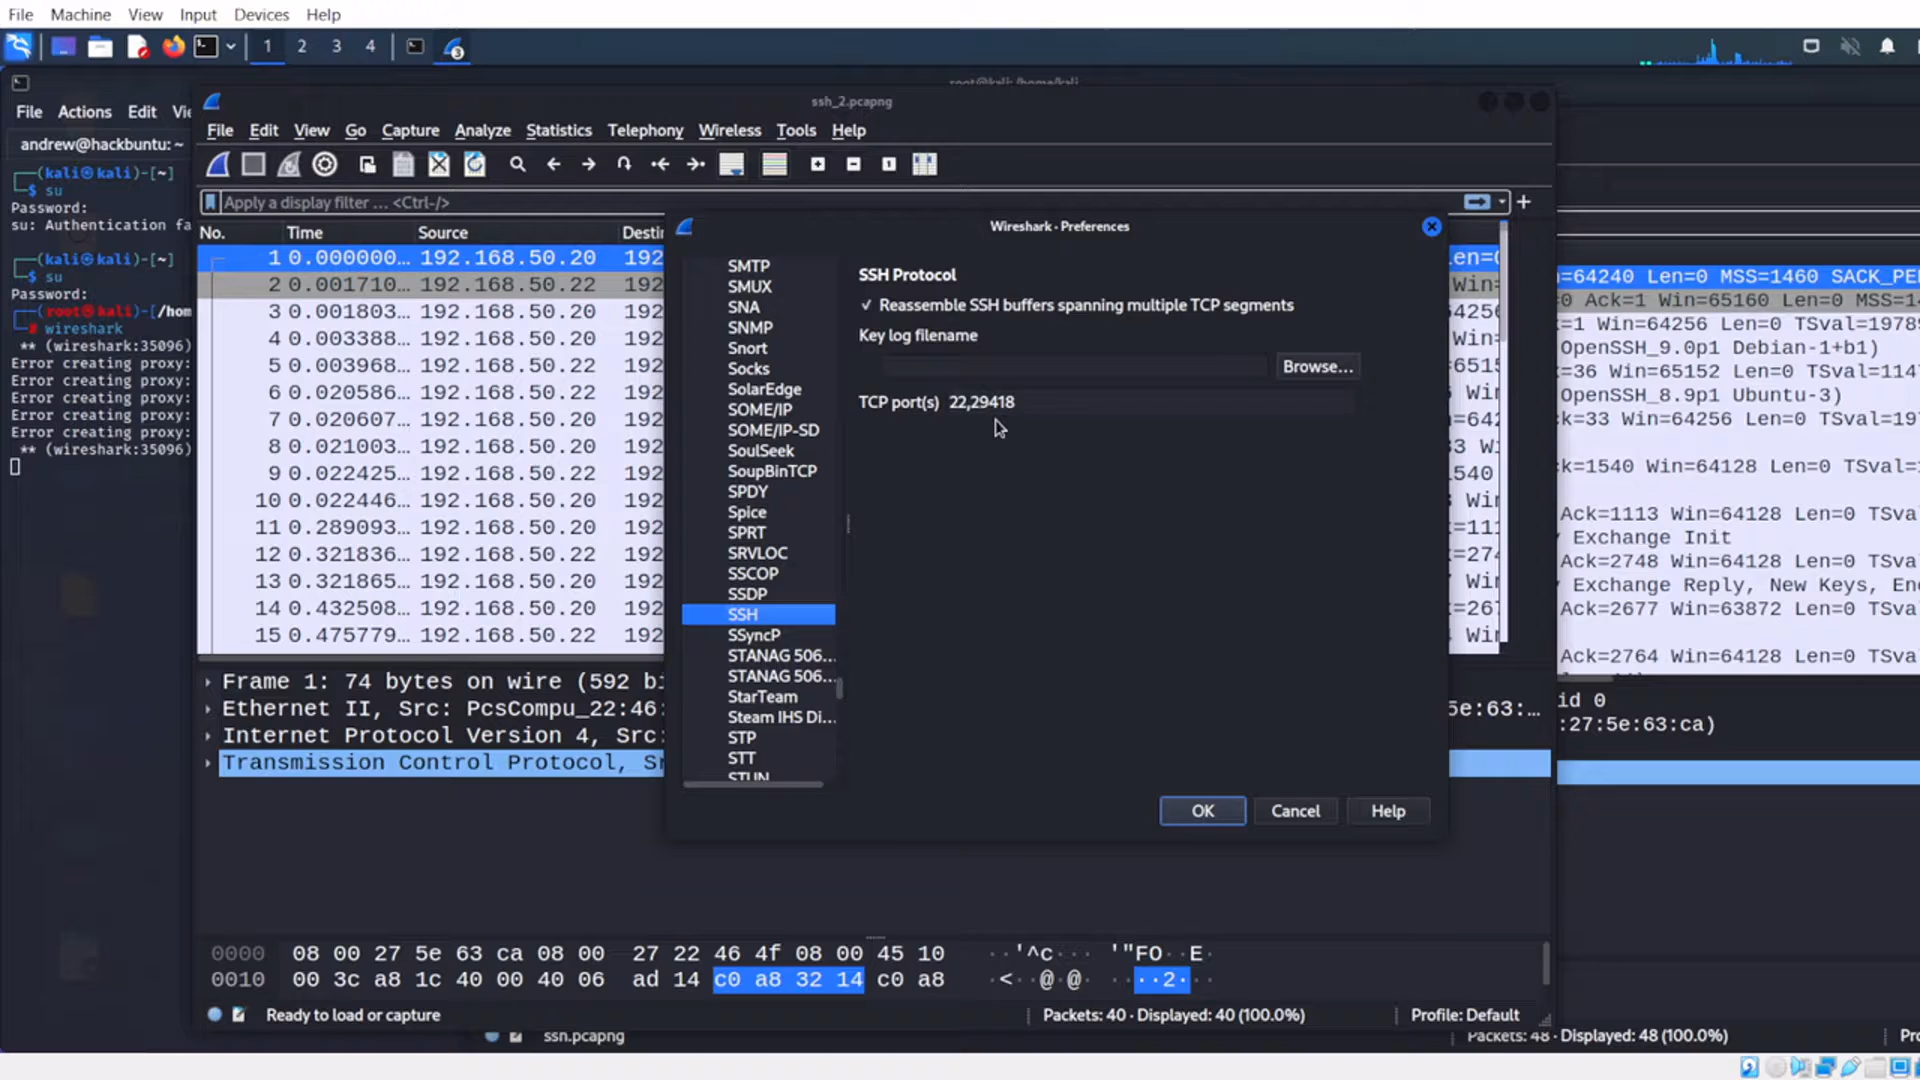 File Machine View Input Devices Help
1 2 3 4
root@kali: /home/kali
File Actions Edit Vi
andrew@hackbuntu: ~
(kali㉿kali)-[~]
$ su
Password:
su: Authentication fa
(kali㉿kali)-[~]
$ su
Password:
(root㉿kali)-[/hom
# wireshark
** (wireshark:35096)
Error creating proxy:
Error creating proxy:
Error creating proxy:
Error creating proxy:
Error creating proxy:
** (wireshark:35096)
ssh_2.pcapng
File Edit View Go Capture Analyze Statistics Telephony Wireless Tools Help
Apply a display filter ... <Ctrl-/>
No. Time Source Destin
1 0.000000… 192.168.50.20 192
2 0.001710… 192.168.50.22 192
3 0.001803… 192.168.50.20 192
4 0.003388… 192.168.50.20 192
5 0.003968… 192.168.50.22 192
6 0.020586… 192.168.50.22 192
7 0.020607… 192.168.50.20 192
8 0.021003… 192.168.50.20 192
9 0.022425… 192.168.50.22 192
10 0.022446… 192.168.50.20 192
11 0.289093… 192.168.50.20 192
12 0.321836… 192.168.50.22 192
13 0.321865… 192.168.50.20 192
14 0.432508… 192.168.50.20 192
15 0.475779… 192.168.50.22 192
Wireshark · Preferences
SMTP
SMUX
SNA
SNMP
Snort
Socks
SolarEdge
SOME/IP
SOME/IP-SD
SoulSeek
SoupBinTCP
SPDY
Spice
SPRT
SRVLOC
SSCOP
SSDP
SSH
SSyncP
STANAG 506…
STANAG 506…
StarTeam
Steam IHS Di…
STP
STT
STUN
SSH Protocol
✓ Reassemble SSH buffers spanning multiple TCP segments
Key log filename
Browse…
TCP port(s) 22,29418
OK Cancel Help
=64240 Len=0 MSS=1460 SACK_PE
=0 Ack=1 Win=65160 Len=0 MSS=1
=1 Win=64256 Len=0 TSval=1978
OpenSSH_9.0p1 Debian-1+b1)
=36 Win=65152 Len=0 TSval=114
OpenSSH_8.9p1 Ubuntu-3)
k=33 Win=64256 Len=0 TSval=197
k=1540 Win=64128 Len=0 TSval=
Ack=1113 Win=64128 Len=0 TSv
Exchange Init
Ack=2748 Win=64128 Len=0 TSv
Exchange Reply, New Keys, En
Ack=2677 Win=63872 Len=0 TSv
Ack=2764 Win=64128 Len=0 TSv
id 0
:27:5e:63:ca)
Frame 1: 74 bytes on wire (592 bi
Ethernet II, Src: PcsCompu_22:46:
5e:63:…
Internet Protocol Version 4, Src:
Transmission Control Protocol, Sr
0000 08 00 27 5e 63 ca 08 00 27 22 46 4f 08 00 45 10 ··'^c··· '"FO··E·
0010 00 3c a8 1c 40 00 40 06 ad 14 c0 a8 32 14 c0 a8 ·<··@·@· ····2···
Ready to load or capture Packets: 40 · Displayed: 40 (100.0%) Profile: Default
ssh.pcapng Packets: 48 · Displayed: 48 (100.0%) Pro